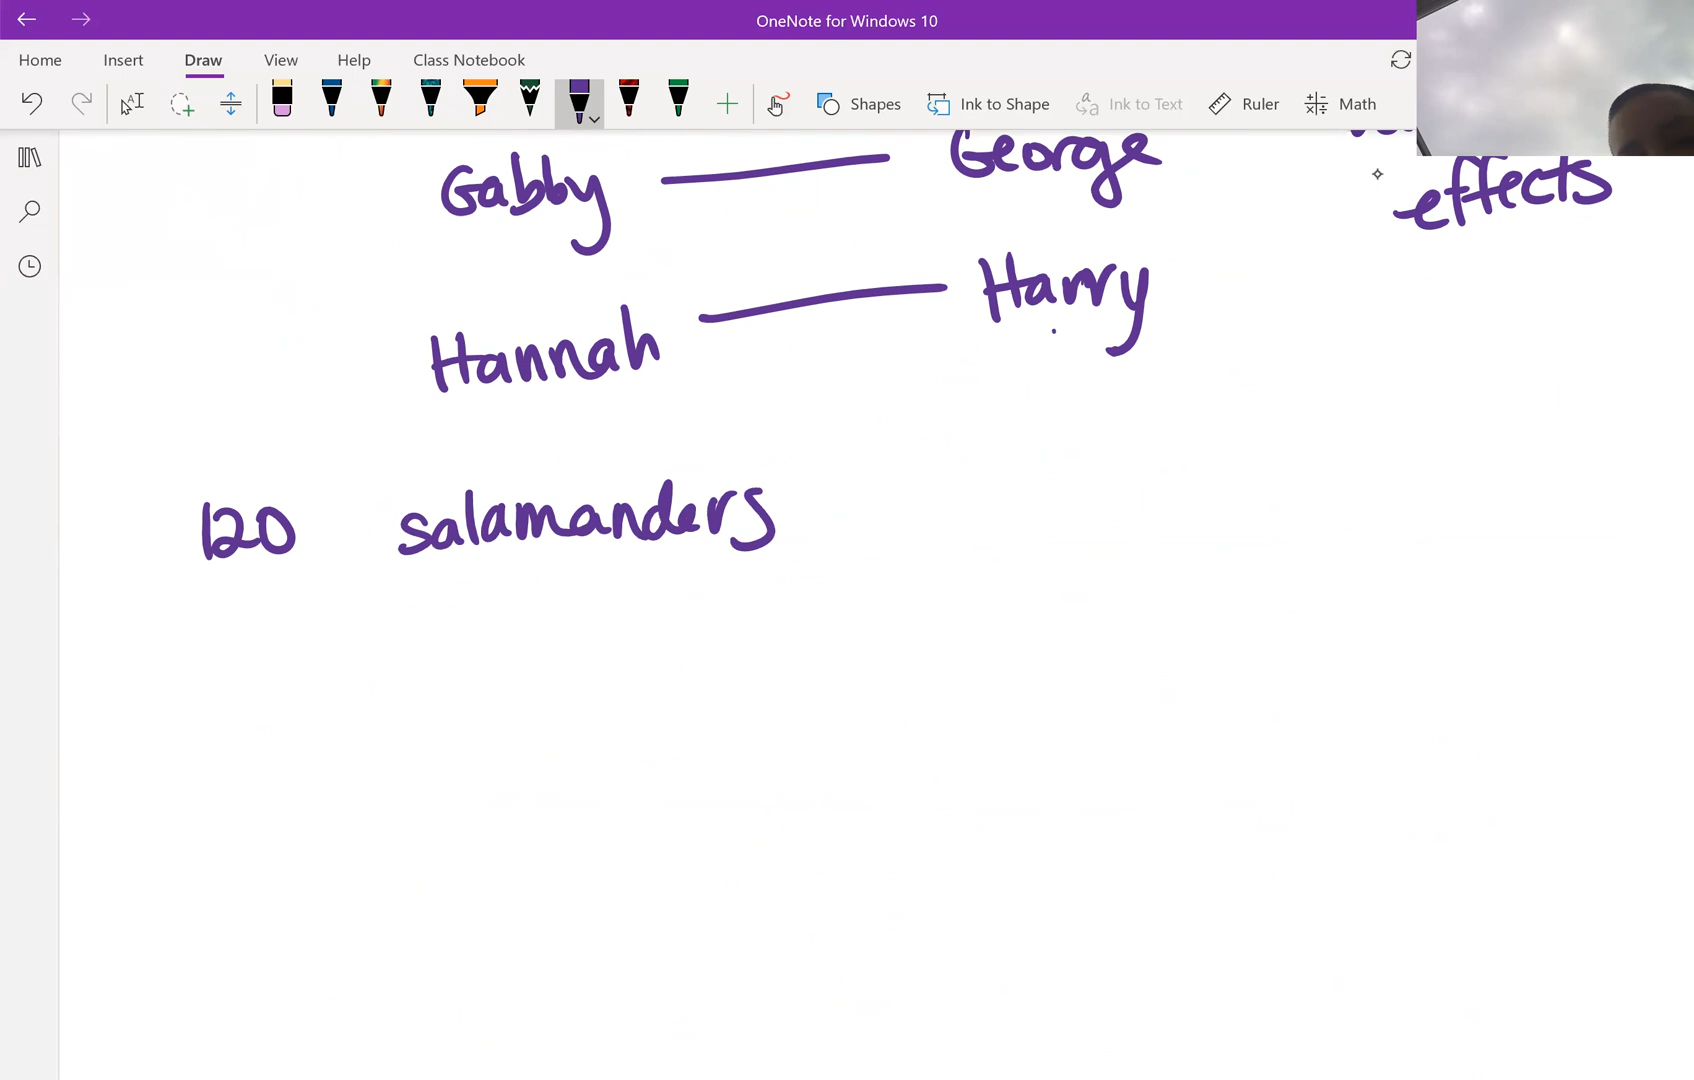 OneNote for Windows 10
Home Insert Draw View Help Class Notebook
Shapes Ink to Shape Ink to Text Ruler Math
Gabby George
effects
Hannah Harry
120 salamanders